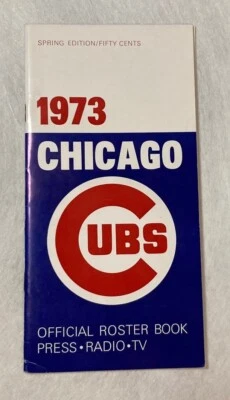 SPRING EDITION/FIFTY CENTS
1973
CHICAGO
CUBS
OFFICIAL ROSTER BOOK
PRESS•RADIO•TV